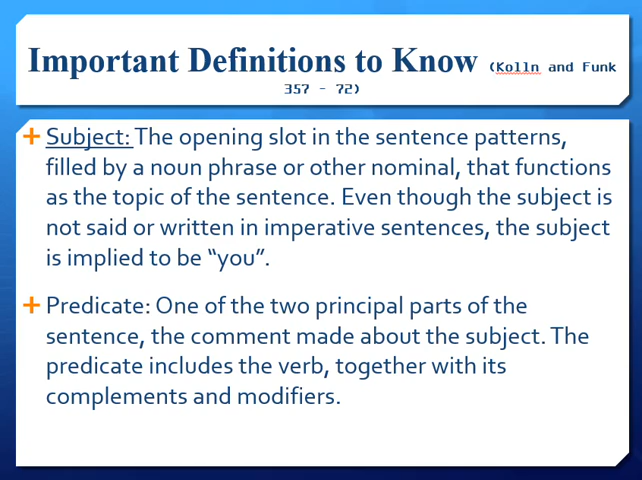 Important Definitions to Know (Kolln and Funk
357 – 72)
Subject: The opening slot in the sentence patterns,
filled by a noun phrase or other nominal, that functions
as the topic of the sentence. Even though the subject is
not said or written in imperative sentences, the subject
is implied to be “you”.
Predicate: One of the two principal parts of the
sentence, the comment made about the subject. The
predicate includes the verb, together with its
complements and modifiers.